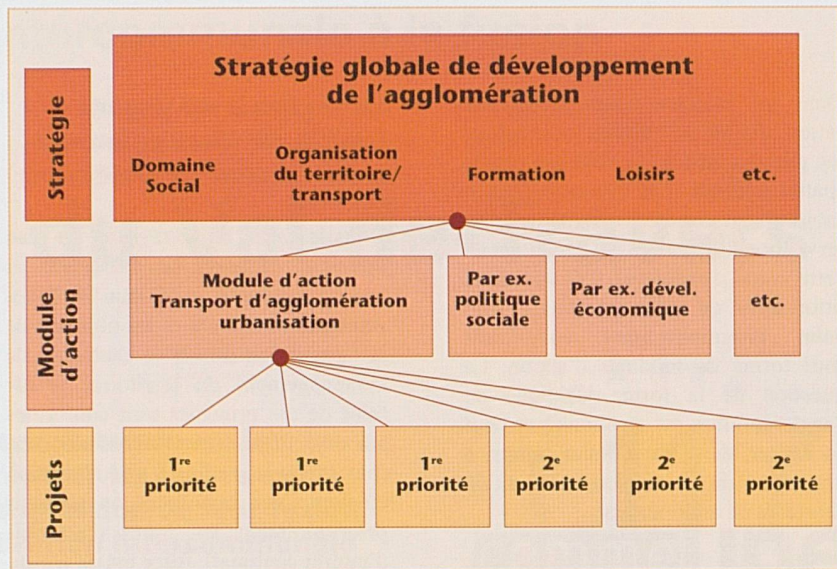 Stratégie
Stratégie globale de développement
de l'agglomération
Domaine
Social
Organisation
du territoire/
transport
Formation
Loisirs
etc.
Module
d'action
Module d'action
Transport d'agglomération
urbanisation
Par ex.
politique
sociale
Par ex. dével.
économique
etc.
Projets
1re
priorité
1re
priorité
1re
priorité
2e
priorité
2e
priorité
2e
priorité